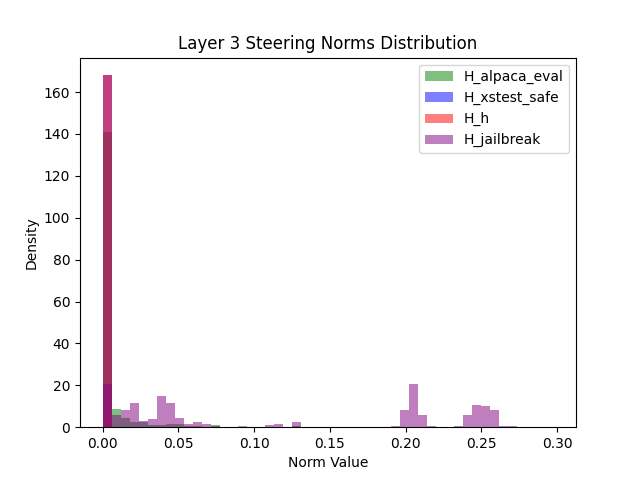 Layer 3 Steering Norms Distribution
H_alpaca_eval
H_xstest_safe
H_h
H_jailbreak
Density
160
140
120
100
80
60
40
20
0
0.00 0.05 0.10 0.15 0.20 0.25 0.30
Norm Value